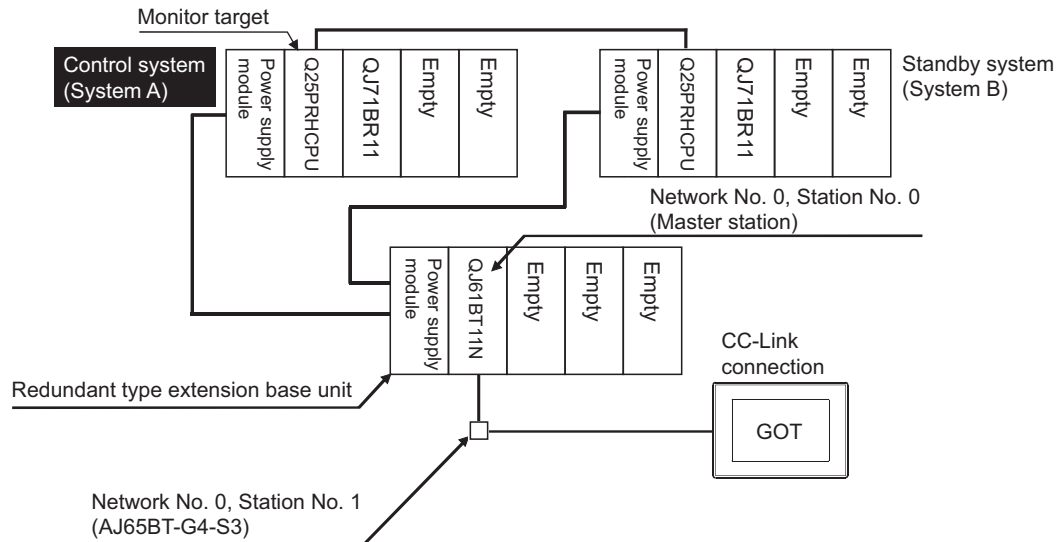 Monitor target
Control system
(System A)
Power supply
module
Q25PRHCPU
QJ71BR11
Empty
Empty
Power supply
module
Q25PRHCPU
QJ71BR11
Empty
Empty
Standby system
(System B)
Network No. 0, Station No. 0
(Master station)
Power supply
module
QJ61BT11N
Empty
Empty
Empty
Redundant type extension base unit
CC-Link
connection
GOT
Network No. 0, Station No. 1
(AJ65BT-G4-S3)